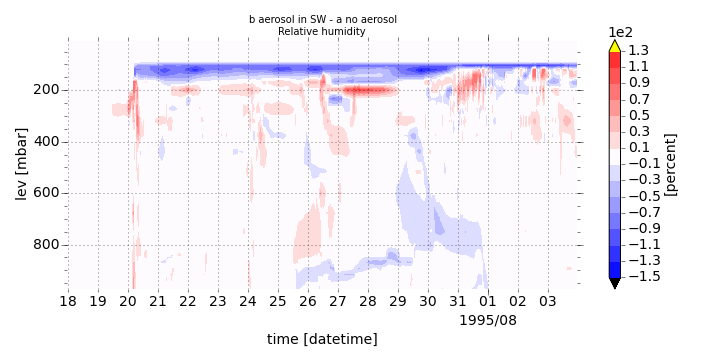 b aerosol in SW - a no aerosol
Relative humidity
1e2
1.3
1.1
0.9
0.7
0.5
0.3
0.1
−0.1
−0.2
−0.5
−0.7
−0.9
−1.1
−1.3
−1.5
[percent]
lev [mbar]
200
400
600
800
18 19 20 21 22 23 24 25 26 27 28 29 30 31 01 02 03
1995/08
time [datetime]